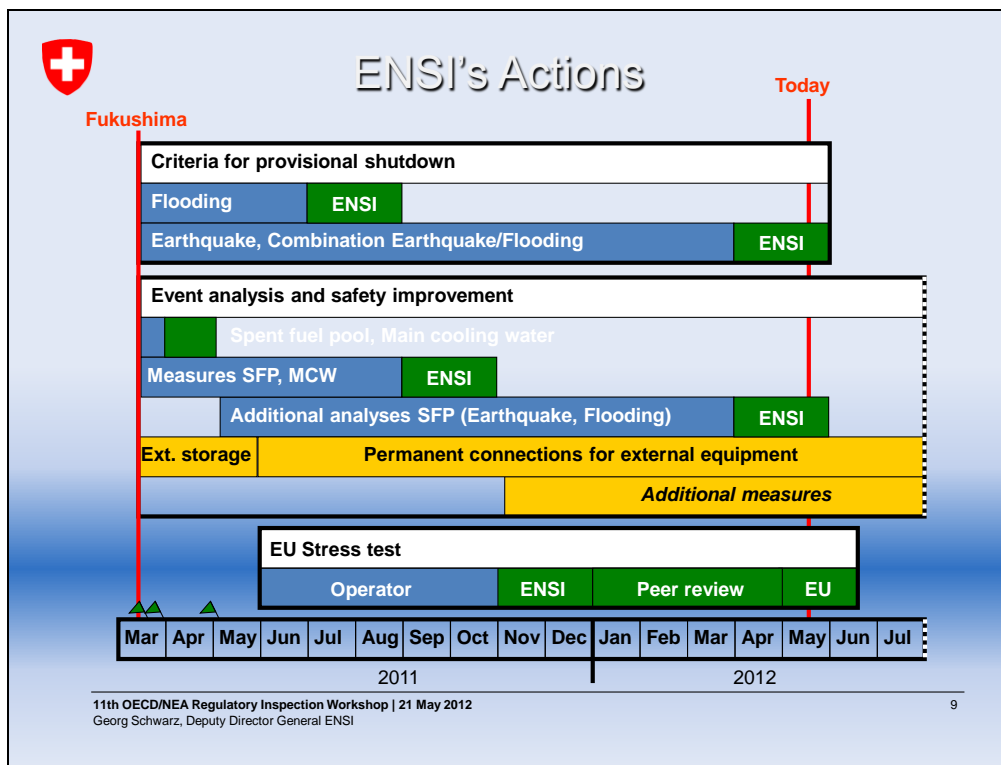 ENSI's Actions
Today
Fukushima
Criteria for provisional shutdown
Flooding ENSI
Earthquake, Combination Earthquake/Flooding ENSI
Event analysis and safety improvement
Spent fuel pool, Main cooling water
Measures SFP, MCW ENSI
Additional analyses SFP (Earthquake, Flooding) ENSI
Ext. storage Permanent connections for external equipment
Additional measures
EU Stress test
Operator ENSI Peer review EU
Mar Apr May Jun Jul Aug Sep Oct Nov Dec Jan Feb Mar Apr May Jun Jul
2011 2012
11th OECD/NEA Regulatory Inspection Workshop | 21 May 2012 9
Georg Schwarz, Deputy Director General ENSI